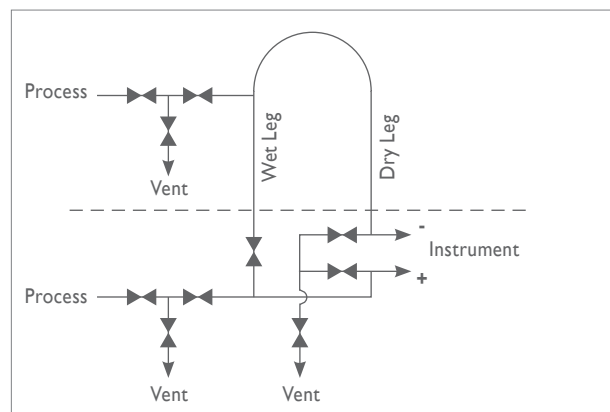 Process
Wet Leg
Dry Leg
Vent
-
Instrument
+
Process
Vent
Vent